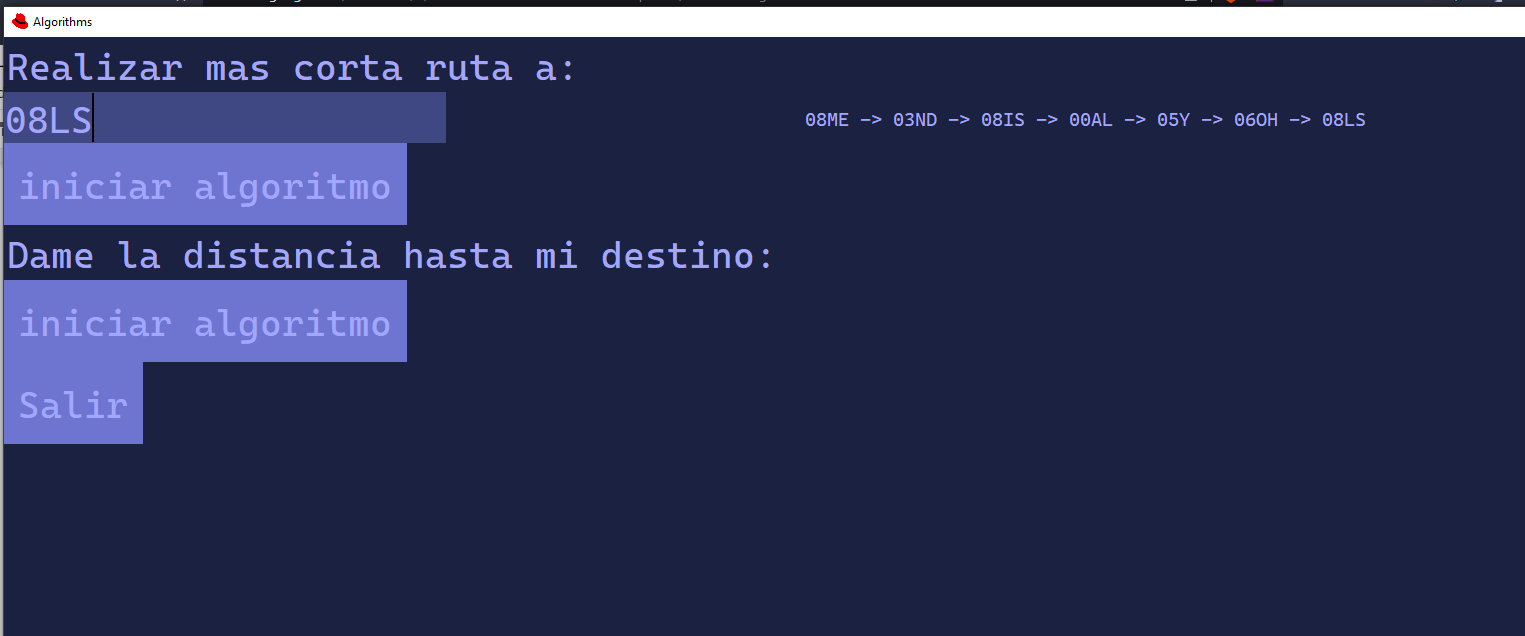 Algorithms
Realizar mas corta ruta a:
08LS
08ME -> 03ND -> 08IS -> 00AL -> 05Y -> 06OH -> 08LS
iniciar algoritmo
Dame la distancia hasta mi destino:
iniciar algoritmo
Salir